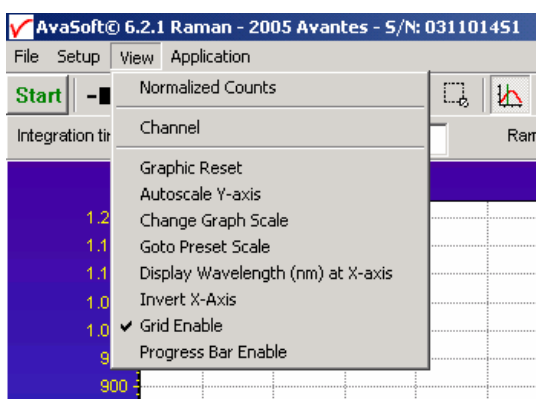 AvaSoft© 6.2.1 Raman - 2005 Avantes - S/N: 0311014S1
File Setup View Application
Start
Normalized Counts
Integration tim
Channel
Ram
Graphic Reset
Autoscale Y-axis
1.2
Change Graph Scale
1.1
Goto Preset Scale
1.1
Display Wavelength (nm) at X-axis
1.0
Invert X-Axis
1.0
Grid Enable
9
Progress Bar Enable
900